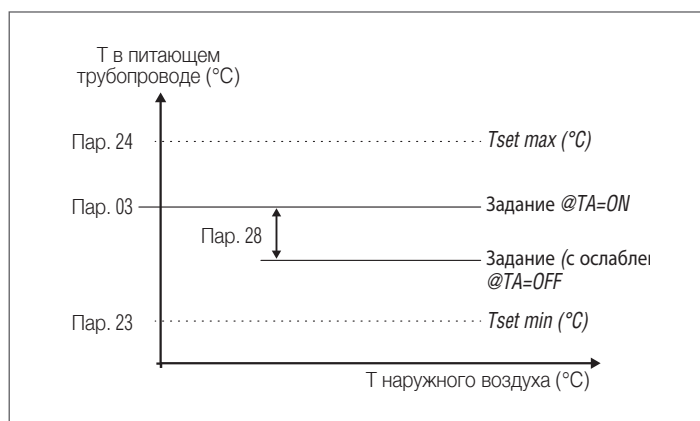 Т в питающем
трубопроводе (°C)
Пар. 24
Tset max (°C)
Пар. 03
Задание @TA=ON
Пар. 28
Задание (с ослаблен
@TA=OFF
Пар. 23
Tset min (°C)
Т наружного воздуха (°C)